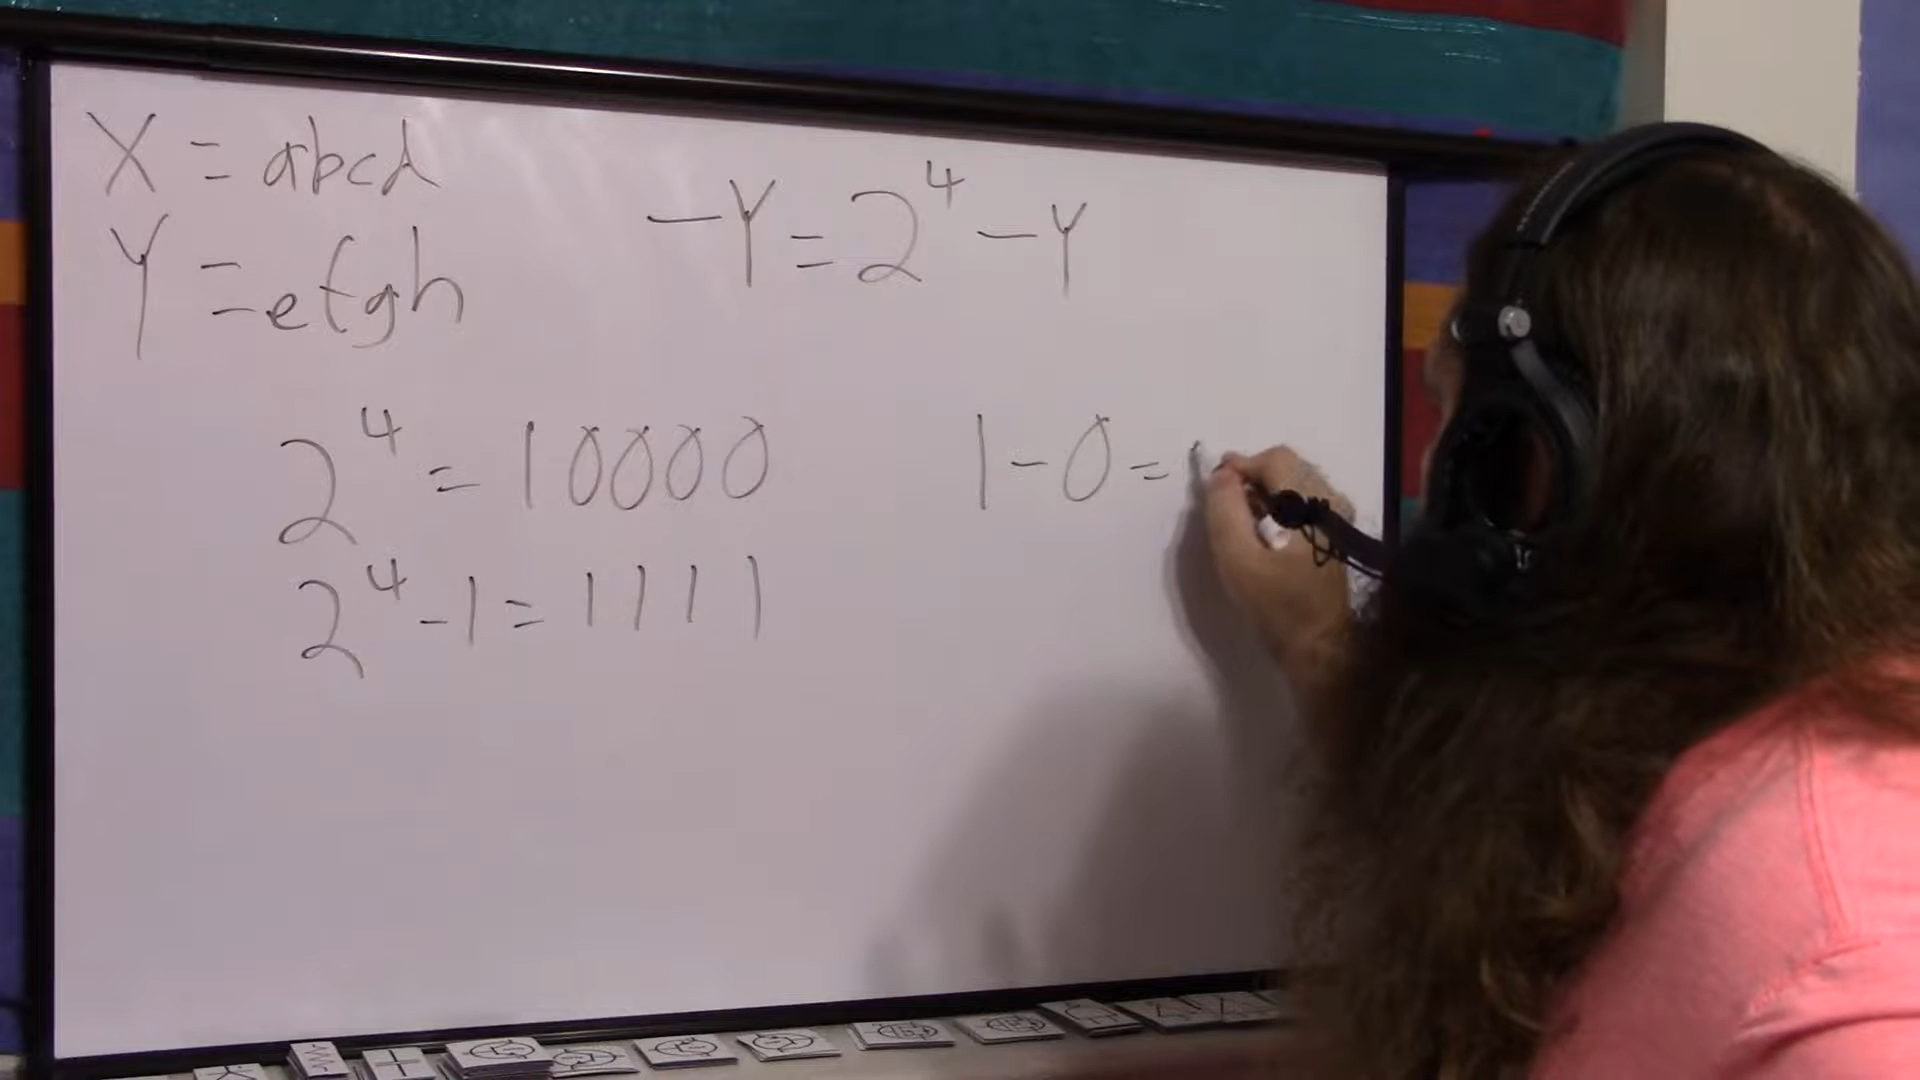 X = abcd
Y = efgh
-Y = 2⁴ - Y
2⁴ = 10000
2⁴ - 1 = 1111
1 - 0 =